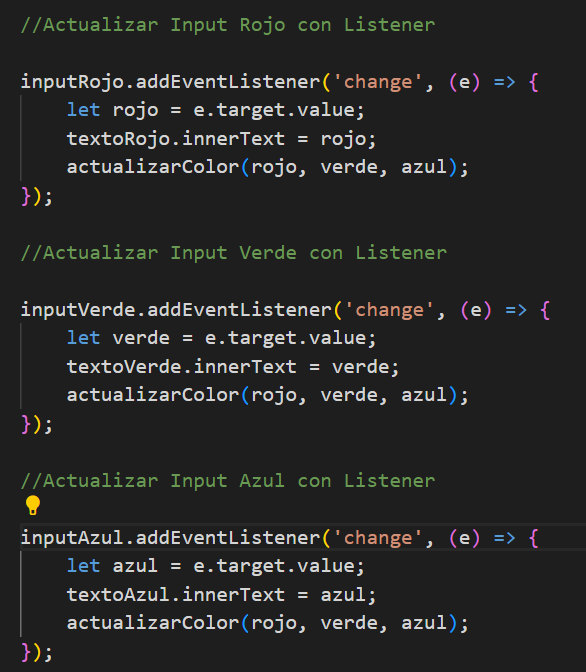 //Actualizar Input Rojo con Listener
inputRojo.addEventListener('change', (e) => {
let rojo = e.target.value;
textoRojo.innerText = rojo;
actualizarColor(rojo, verde, azul);
});
//Actualizar Input Verde con Listener
inputVerde.addEventListener('change', (e) => {
let verde = e.target.value;
textoVerde.innerText = verde;
actualizarColor(rojo, verde, azul);
});
//Actualizar Input Azul con Listener
inputAzul.addEventListener('change', (e) => {
let azul = e.target.value;
textoAzul.innerText = azul;
actualizarColor(rojo, verde, azul);
});